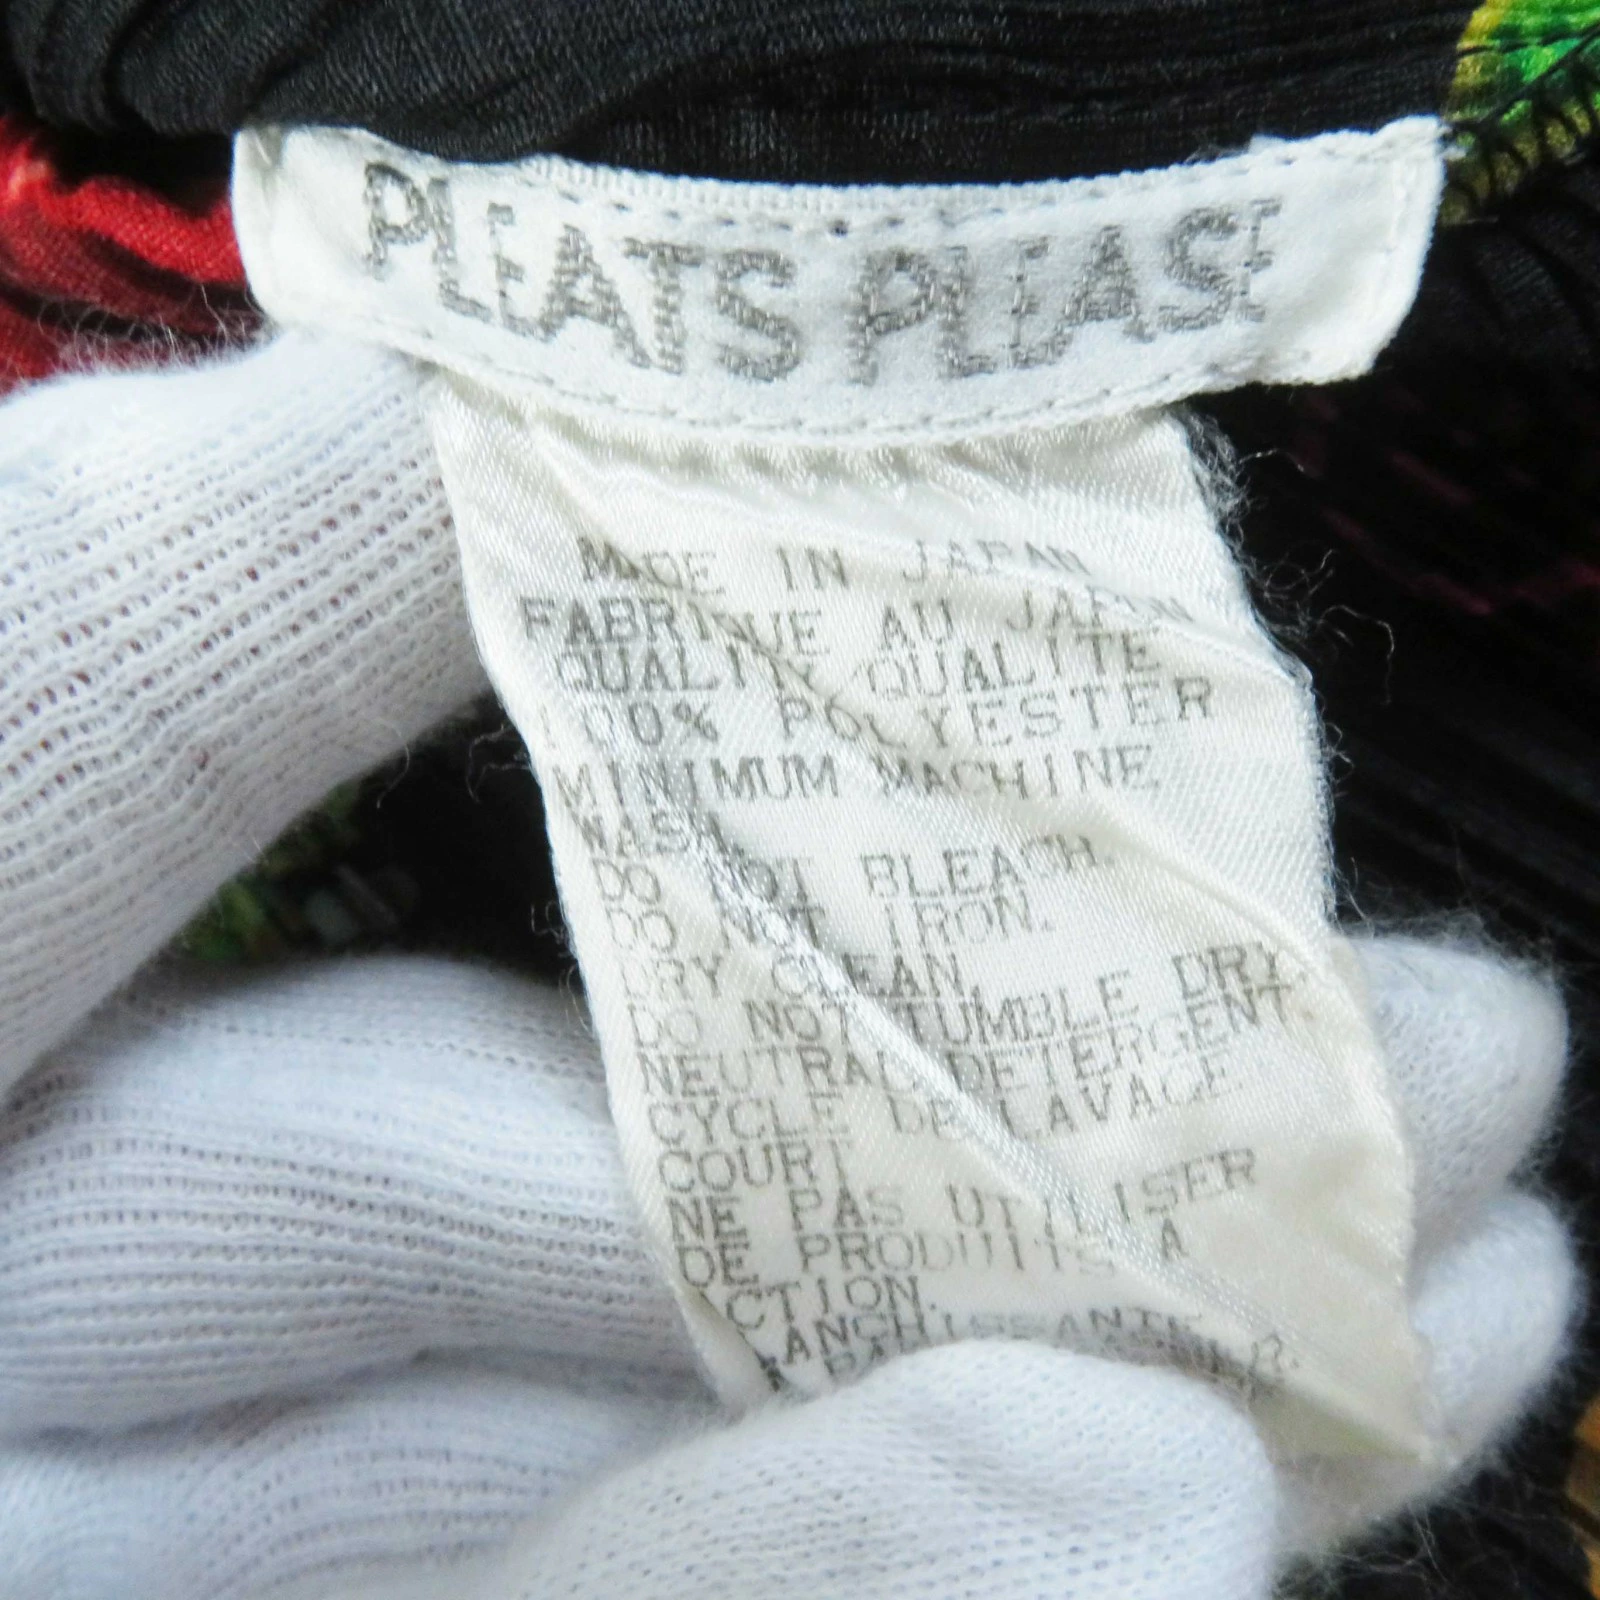 PLEATS PLEASE
MADE IN JAPAN
FABRIQUE AU JAPON
QUALITY/QUALITE
100% POLYESTER
MINIMUM MACHINE
WASH
DO NOT BLEACH.
DO NOT IRON.
DRY CLEAN
DO NOT TUMBLE DRY.
NEUTRAL DETERGENT.
CYCLE DE LAVAGE
COURT
NE PAS UTILISER
DE PRODUITS A
ACTION.
BLANCHISSANTE